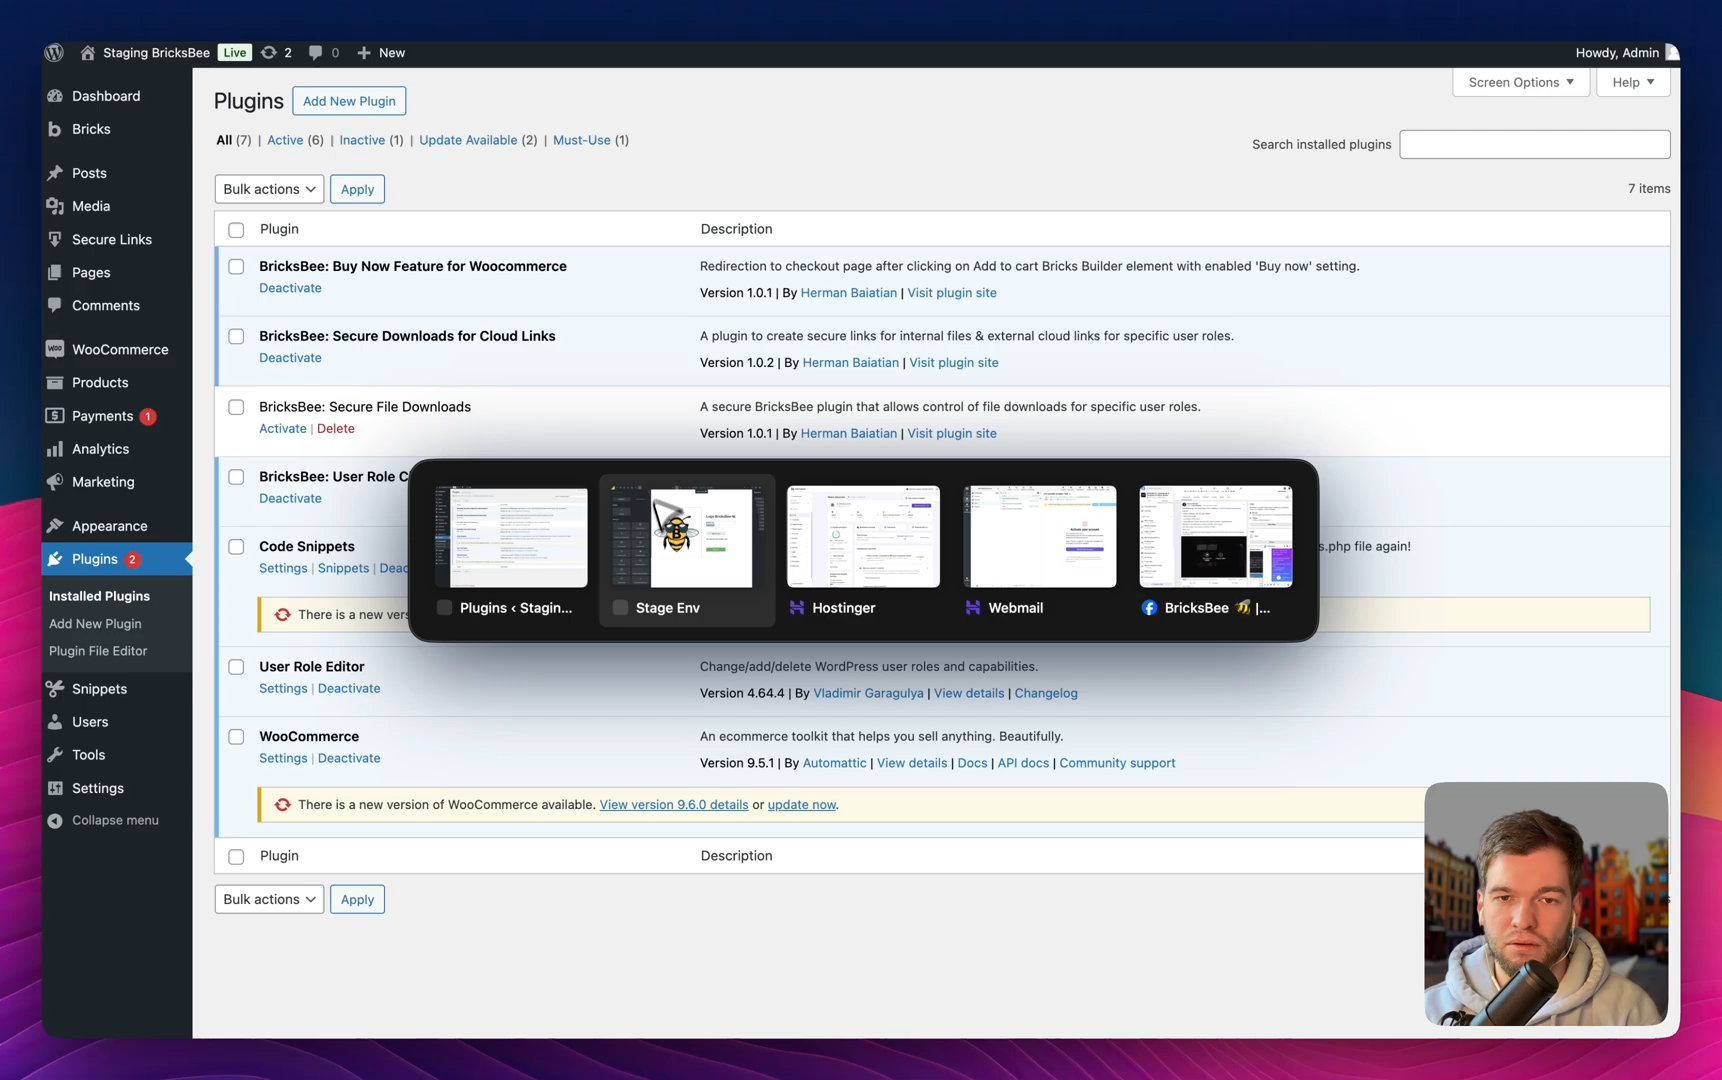 Staging BricksBee Live 2 0 New
Howdy, Admin
Dashboard
Bricks
Posts
Media
Secure Links
Pages
Comments
WooCommerce
Products
Payments 1
Analytics
Marketing
Appearance
Plugins 2
Installed Plugins
Add New Plugin
Plugin File Editor
Snippets
Users
Tools
Settings
Collapse menu
Screen Options Help
Plugins Add New Plugin
All (7) | Active (6) | Inactive (1) | Update Available (2) | Must-Use (1)
Search installed plugins
Bulk actions Apply
7 items
Plugin Description
BricksBee: Buy Now Feature for Woocommerce
Deactivate
Redirection to checkout page after clicking on Add to cart Bricks Builder element with enabled 'Buy now' setting.
Version 1.0.1 | By Herman Baiatian | Visit plugin site
BricksBee: Secure Downloads for Cloud Links
Deactivate
A plugin to create secure links for internal files & external cloud links for specific user roles.
Version 1.0.2 | By Herman Baiatian | Visit plugin site
BricksBee: Secure File Downloads
Activate | Delete
A secure BricksBee plugin that allows control of file downloads for specific user roles.
Version 1.0.1 | By Herman Baiatian | Visit plugin site
BricksBee: User Role C
Deactivate
Code Snippets
Settings | Snippets | Deac
s.php file again!
There is a new vers
Plugins ‹ Stagin...
Stage Env
Hostinger
Webmail
BricksBee 🐝 |...
User Role Editor
Settings | Deactivate
Change/add/delete WordPress user roles and capabilities.
Version 4.64.4 | By Vladimir Garagulya | View details | Changelog
WooCommerce
Settings | Deactivate
An ecommerce toolkit that helps you sell anything. Beautifully.
Version 9.5.1 | By Automattic | View details | Docs | API docs | Community support
There is a new version of WooCommerce available. View version 9.6.0 details or update now.
Plugin Description
Bulk actions Apply